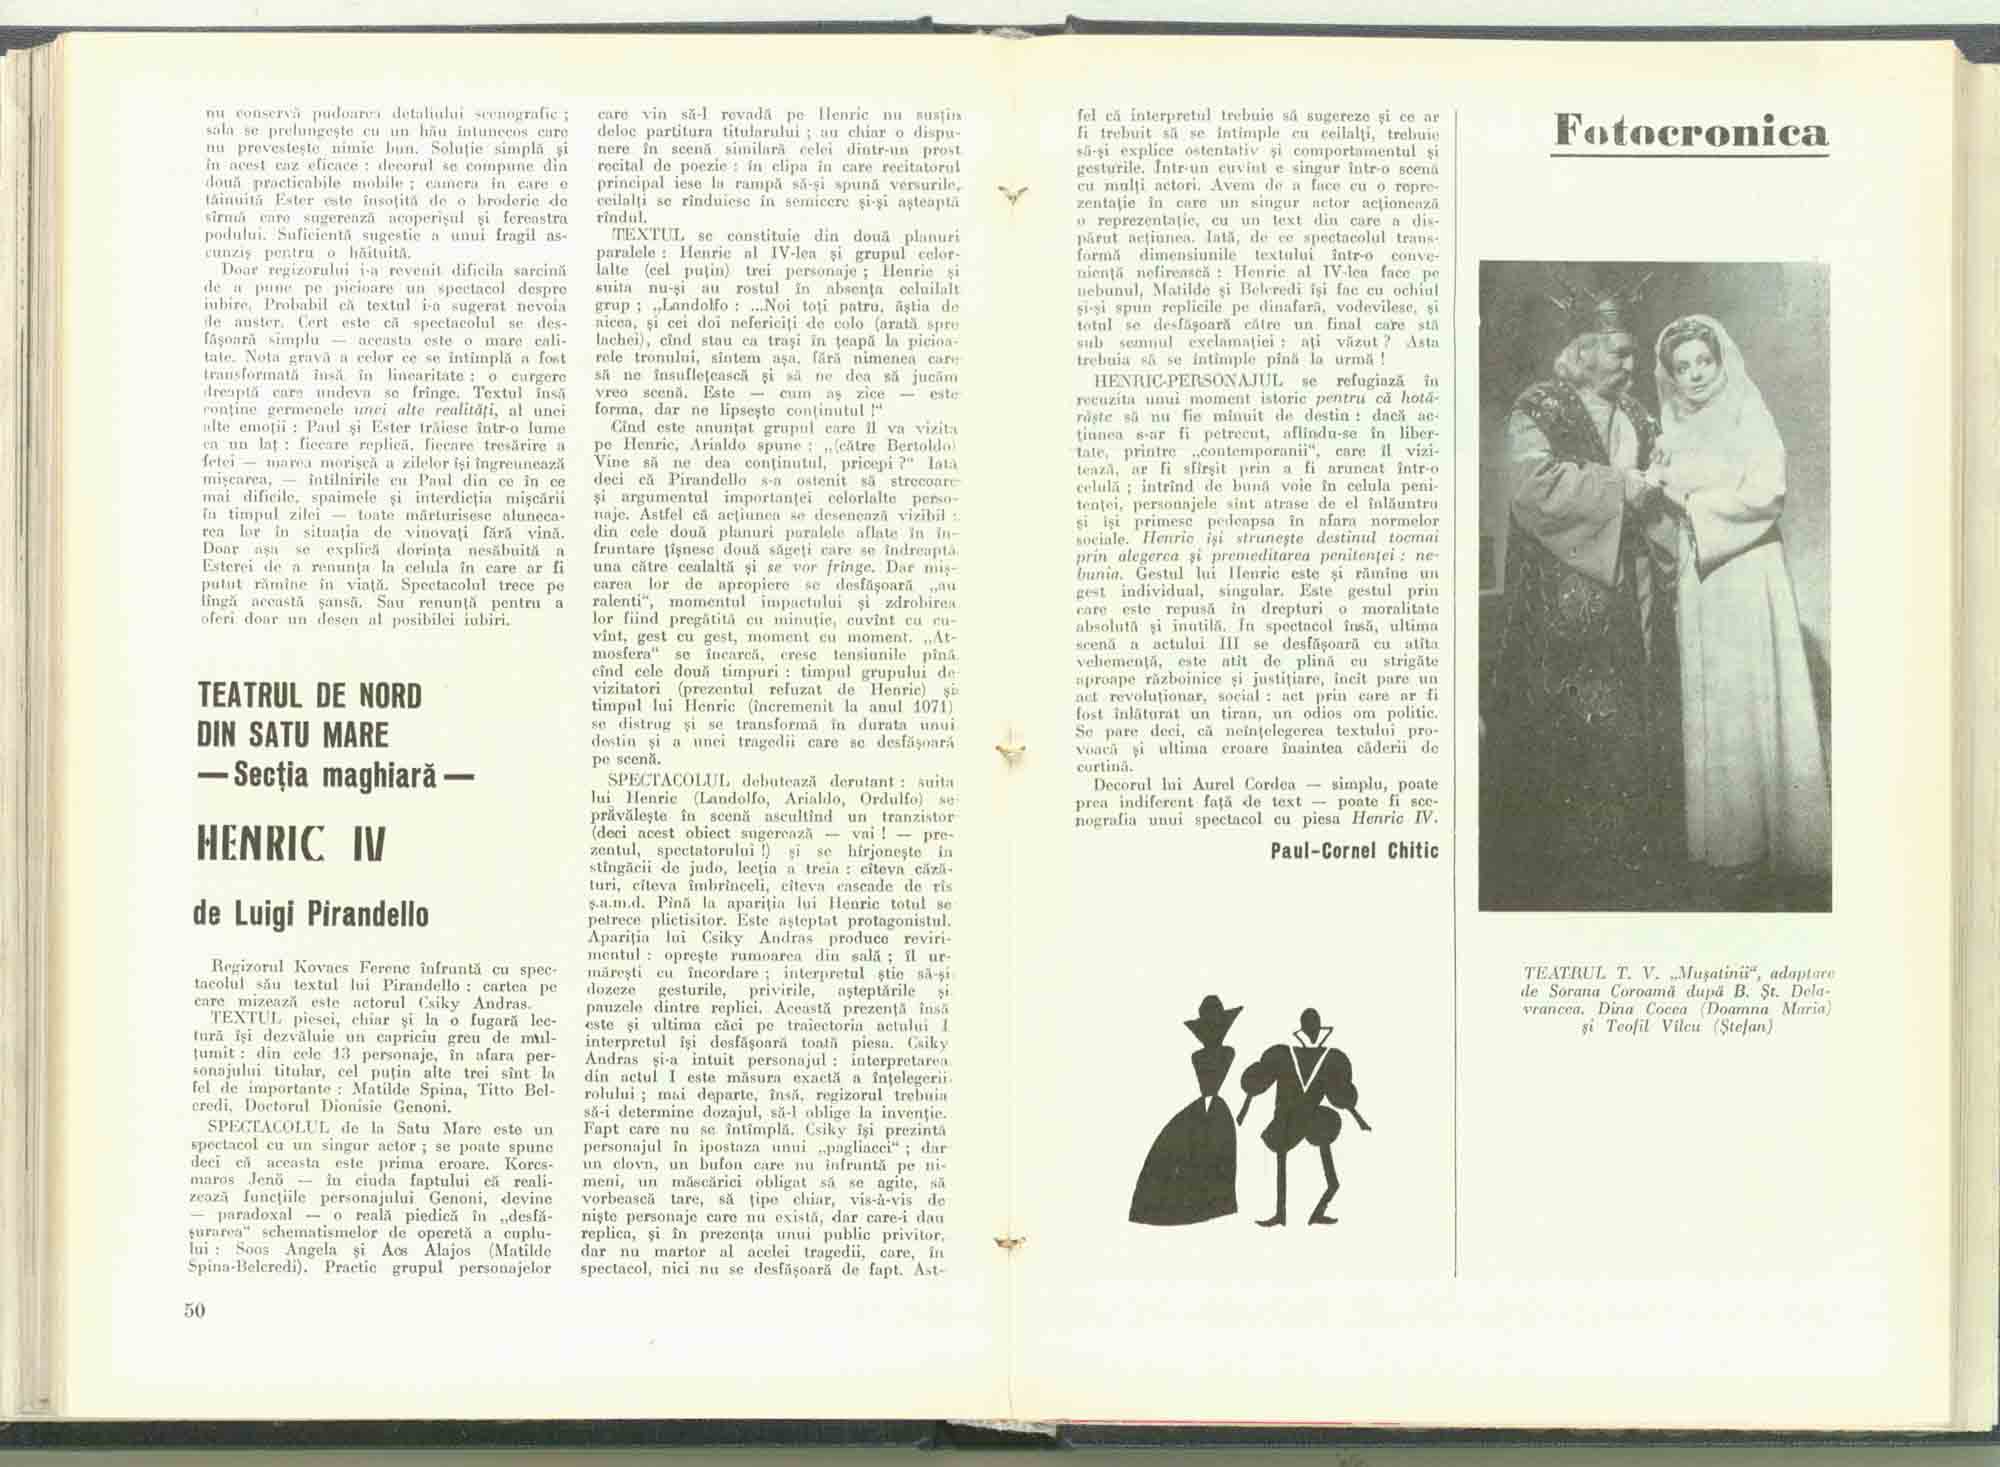 nu conservă pudoarea detaliului scenografic ;
sala se prelungește cu un hău întunecos care
nu prevestește nimic bun. Soluție simplă și
în acest caz eficace : decorul se compune din
două practicabile mobile ; camera în care e
tăinuită Ester este însoțită de o broderie de
sîrmă care sugerează acoperișul și fereastra
podului. Suficientă sugestie a unui fragil as-
cunziș pentru o hăituită.
Doar regizorului i-a revenit dificila sarcină
de a pune pe picioare un spectacol despre
iubire. Probabil că textul i-a sugerat nevoia
de auster. Cert este că spectacolul se des-
fășoară simplu — aceasta este o mare cali-
tate. Nota gravă a celor ce se întîmplă a fost
transformată însă în linearitate : o curgere
dreaptă care undeva se frînge. Textul însă
conține germenele unei alte realități, al unei
alte emoții : Paul și Ester trăiesc într-o lume
ca un laț : fiecare replică, fiecare tresărire a
fetei — marea morișcă a zilelor își îngreunează
mișcarea, — întîlnirile cu Paul din ce în ce
mai dificile, spaimele și interdicția mișcării
în timpul zilei — toate mărturisesc aluneca-
rea lor în situația de vinovați fără vină.
Doar așa se explică dorința nesăbuită a
Esterei de a renunța la celula în care ar fi
putut rămîne în viață. Spectacolul trece pe
lîngă această șansă. Sau renunță pentru a
oferi doar un desen al posibilei iubiri.
TEATRUL DE NORD
DIN SATU MARE
— Secția maghiară —
HENRIC IV
de Luigi Pirandello
Regizorul Kovacs Ferenc înfruntă cu spec-
tacolul său textul lui Pirandello : cartea pe
care mizează este actorul Csiky Andras.
TEXTUL piesei, chiar și la o fugară lec-
tură își dezvăluie un capriciu greu de mul-
țumit : din cele 13 personaje, în afara per-
sonajului titular, cel puțin alte trei sînt la
fel de importante : Matilde Spina, Titto Bel-
credi, Doctorul Dionisie Genoni.
SPECTACOLUL de la Satu Mare este un
spectacol cu un singur actor ; se poate spune
deci că aceasta este prima eroare. Korcs-
maros Jenö — în ciuda faptului că reali-
zează funcțiile personajului Genoni, devine
— paradoxal — o reală piedică în „desfă-
șurarea" schematismelor de operetă a cuplu-
lui : Soos Angela și Acs Alajos (Matilde
Spina-Belcredi). Practic grupul personajelor
50
care vin să-l revadă pe Henric nu susțin
deloc partitura titularului ; au chiar o dispu-
nere în scenă similară celei dintr-un prost
recital de poezie : în clipa în care recitatorul
principal iese la rampă să-și spună versurile,
ceilalți se rînduiesc în semicerc și-și așteaptă
rîndul.
TEXTUL se constituie din două planuri
paralele : Henric al IV-lea și grupul celor-
lalte (cel puțin) trei personaje ; Henric și
suita nu-și au rostul în absența celuilalt
grup ; „Landolfo : ...Noi toți patru, ăștia de
aicea, și cei doi nefericiți de colo (arată spre
lachei), cînd stau ca trași în țeapă la picioa-
rele tronului, sîntem așa, fără nimenea care
să ne însuflețească și să ne dea să jucăm
vreo scenă. Este — cum aș zice — este
forma, dar ne lipsește conținutul !"
Cînd este anunțat grupul care îl va vizita
pe Henric, Arialdo spune : „(către Bertoldo)
Vine să ne dea conținutul, pricepi ?" Iată
deci că Pirandello s-a ostenit să strecoare
și argumentul importanței celorlalte perso-
naje. Astfel că acțiunea se desenează vizibil :
din cele două planuri paralele aflate în în-
fruntare țîșnesc două săgeți care se îndreaptă
una către cealaltă și se vor frînge. Dar miș-
carea lor de apropiere se desfășoară „au
ralenti", momentul impactului și zdrobirea
lor fiind pregătită cu minuție, cuvînt cu cu-
vînt, gest cu gest, moment cu moment. „At-
mosfera" se încarcă, cresc tensiunile pînă
cînd cele două timpuri : timpul grupului de
vizitatori (prezentul refuzat de Henric) și
timpul lui Henric (încremenit la anul 1071)
se distrug și se transformă în durata unui
destin și a unei tragedii care se desfășoară
pe scenă.
SPECTACOLUL debutează derutant : suita
lui Henric (Landolfo, Arialdo, Ordulfo) se
prăvălește în scenă ascultînd un tranzistor
(deci acest obiect sugerează — vai ! — pre-
zentul, spectatorului !) și se hîrjonește în
stîngăcii de judo, lecția a treia : cîteva căză-
turi, cîteva îmbrînceli, cîteva cascade de rîs
ș.a.m.d. Pînă la apariția lui Henric totul se
petrece plictisitor. Este așteptat protagonistul.
Apariția lui Csiky Andras produce reviri-
mentul : oprește rumoarea din sală ; îl ur-
mărești cu încordare ; interpretul știe să-și
dozeze gesturile, privirile, așteptările și
pauzele dintre replici. Această prezență însă
este și ultima căci pe traiectoria actului I
interpretul își desfășoară toată piesa. Csiky
Andras și-a intuit personajul : interpretarea
din actul I este măsura exactă a înțelegerii
rolului ; mai departe, însă, regizorul trebuia
să-i determine dozajul, să-l oblige la invenție.
Fapt care nu se întîmplă. Csiky își prezintă
personajul în ipostaza unui „pagliacci" ; dar
un clovn, un bufon care nu înfruntă pe ni-
meni, un măscărici obligat să se agite, să
vorbească tare, să țipe chiar, vis-à-vis de
niște personaje care nu există, dar care-i dau
replica, și în prezența unui public privitor,
dar nu martor al acelei tragedii, care, în
spectacol, nici nu se desfășoară de fapt. Ast-
fel că interpretul trebuie să sugereze și ce ar
fi trebuit să se întîmple cu ceilalți, trebuie
să-și explice ostentativ și comportamentul și
gesturile. Într-un cuvînt e singur într-o scenă
cu mulți actori. Avem de a face cu o repre-
zentație în care un singur actor acționează
o reprezentație, cu un text din care a dis-
părut acțiunea. Iată, de ce spectacolul trans-
formă dimensiunile textului într-o conve-
niență nefirească : Henric al IV-lea face pe
nebunul, Matilde și Belcredi își fac cu ochiul
și-și spun replicile pe dinafară, vodevilesc, și
totul se desfășoară către un final care stă
sub semnul exclamației : ați văzut ? Asta
trebuia să se întîmple pînă la urmă !
HENRIC-PERSONAJUL se refugiază în
recuzita unui moment istoric pentru că hotă-
răște să nu fie mînuit de destin : dacă ac-
țiunea s-ar fi petrecut, aflîndu-se în liber-
tate, printre „contemporanii", care îl vizi-
tează, ar fi sfîrșit prin a fi aruncat într-o
celulă ; intrînd de bună voie în celula peni-
tenței, personajele sînt atrase de el înlăuntru
și își primesc pedeapsa în afara normelor
sociale. Henric își strunește destinul tocmai
prin alegerea și premeditarea penitenței : ne-
bunia. Gestul lui Henric este și rămîne un
gest individual, singular. Este gestul prin
care este repusă în drepturi o moralitate
absolută și inutilă. În spectacol însă, ultima
scenă a actului III se desfășoară cu atîta
vehemență, este atît de plină cu strigăte
aproape războinice și justițiare, încît pare un
act revoluționar, social : act prin care ar fi
fost înlăturat un tiran, un odios om politic.
Se pare deci, că neînțelegerea textului pro-
voacă și ultima eroare înaintea căderii de
cortină.
Decorul lui Aurel Cordea — simplu, poate
prea indiferent față de text — poate fi sce-
nografia unui spectacol cu piesa Henric IV.
Paul-Cornel Chitic
Fotocronica
TEATRUL T. V. „Mușatinii", adaptare
de Sorana Coroamă după B. Șt. Dela-
vrancea. Dina Cocea (Doamna Maria)
și Teofil Vîlcu (Ștefan)